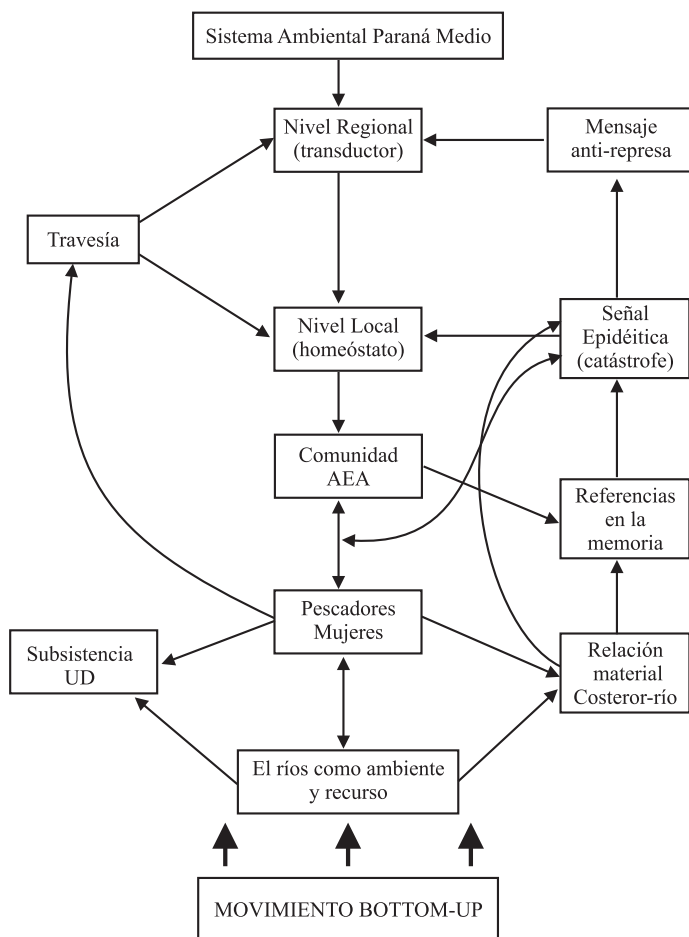 Sistema Ambiental Paraná Medio
Nivel Regional
(transductor)
Mensaje
anti-represa
Travesía
Nivel Local
(homeóstato)
Señal
Epidéitica
(catástrofe)
Comunidad
AEA
Referencias
en la
memoria
Pescadores
Mujeres
Subsistencia
UD
Relación
material
Costeror-río
El ríos como ambiente
y recurso
MOVIMIENTO BOTTOM-UP